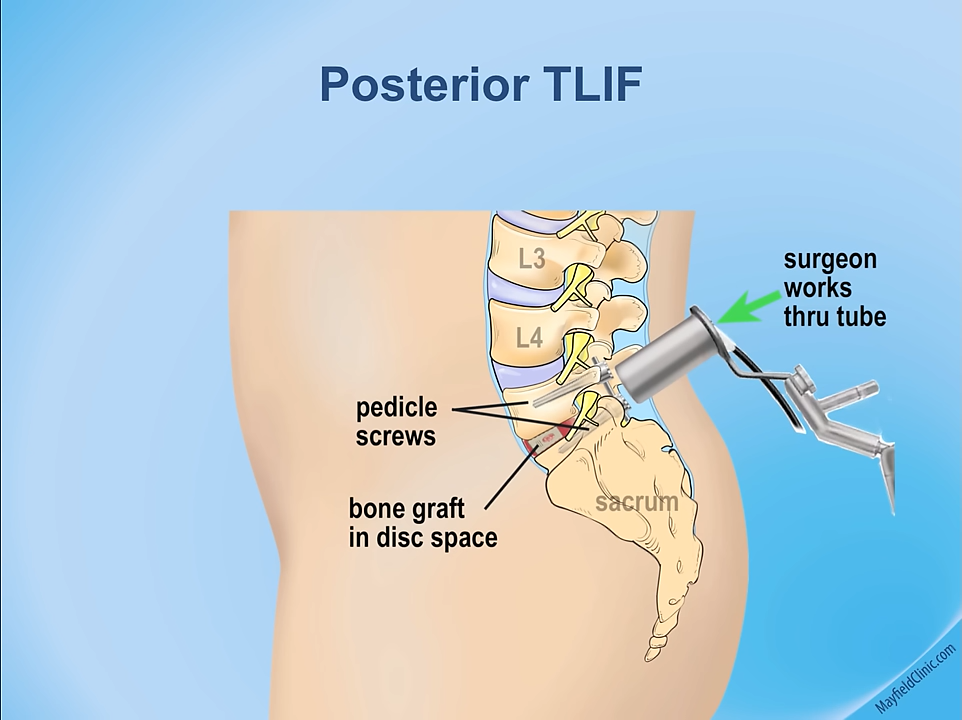 Posterior TLIF
L3
surgeon
works
thru tube
L4
pedicle
screws
sacrum
bone graft
in disc space
MayfieldClinic.com